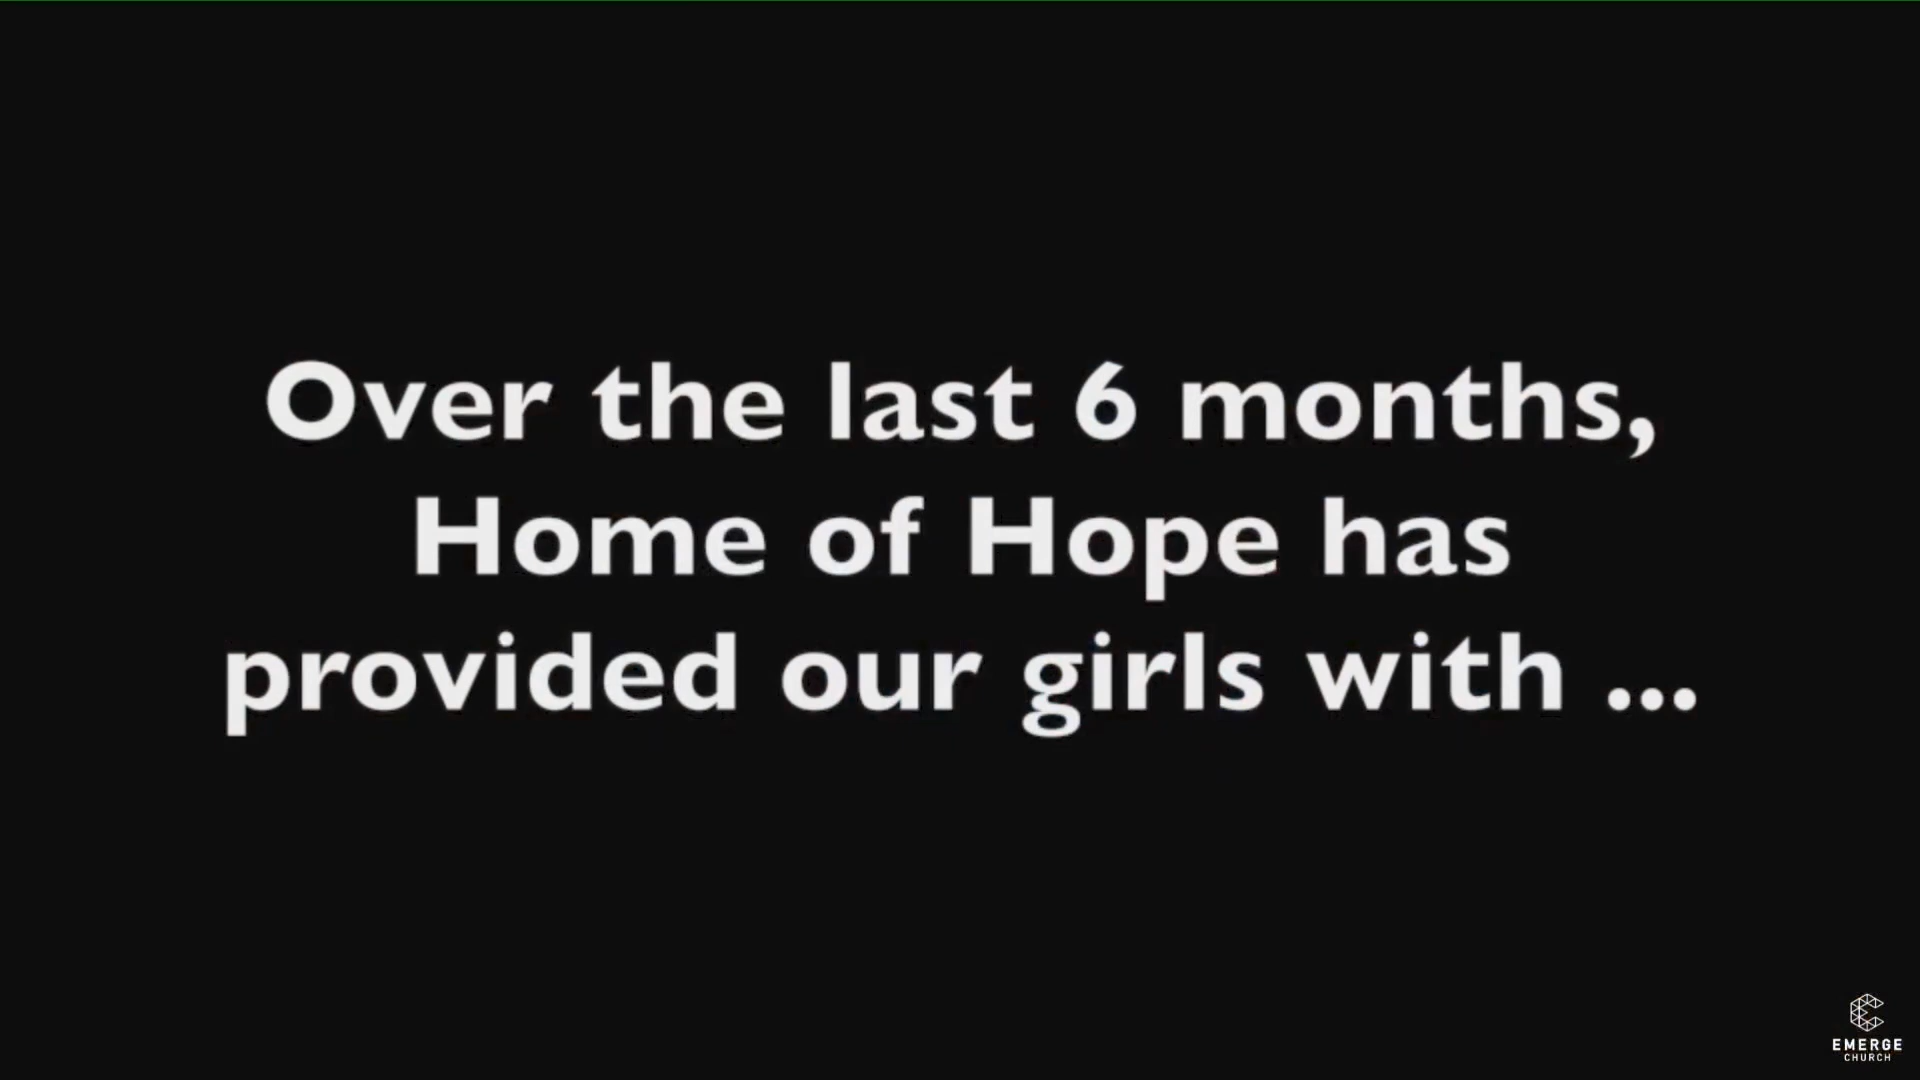 Over the last 6 months,
Home of Hope has
provided our girls with ...
EMERGE
CHURCH